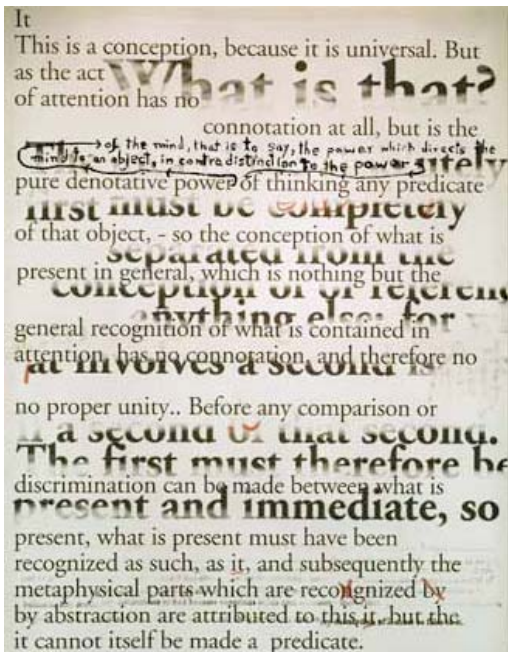 It
This is a conception, because it is universal. But
as the act
What is that?
of attention has no
connotation at all, but is the
of the mind, that is to say, the power which directs the
mind to an object, in contradistinction to the power
utely
pure denotative power of thinking any predicate
first must be completely
of that object, - so the conception of what is
separated from the
present in general, which is nothing but the
conception of or referenc
anything else: for
general recognition of what is contained in
attention, has no connotation, and therefore no
at involves a second is
no proper unity.. Before any comparison or
a second of that second.
The first must therefore be
discrimination can be made between what is
present and immediate, so
present, what is present must have been
recognized as such, as it, and subsequently the
metaphysical parts which are recoignized by
by abstraction are attributed to this it, but the
it cannot itself be made a predicate.